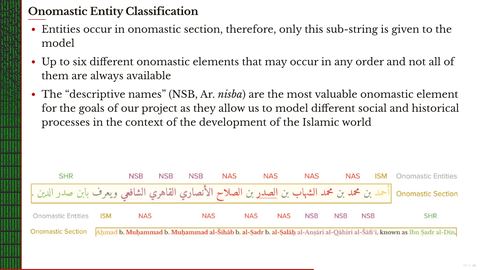 Onomastic Entity Classification
• Entities occur in onomastic section, therefore, only this sub-string is given to the
model
• Up to six different onomastic elements that may occur in any order and not all of
them are always available
• The “descriptive names” (NSB, Ar. nisba) are the most valuable onomastic element
for the goals of our project as they allow us to model different social and historical
processes in the context of the development of the Islamic world
SHR NSB NSB NSB NAS NAS NAS NAS ISM Onomastic Entities
أحمد بن محمد بن محمد الشهاب بن الصدر بن الصلاح الأنصاري القاهري الشافعي ويعرف بابن صدر الدين Onomastic Section
Onomastic Entities ISM NAS NAS NAS NAS NSB NSB NSB SHR
Onomastic Section Aḥmad b. Muḥammad b. Muḥammad al-Šihāb b. al-Ṣadr b. al-Ṣalāḥ al-Anṣārī al-Qāhirī al-Šāfiʿī, known as Ibn Ṣadr al-Dīn,